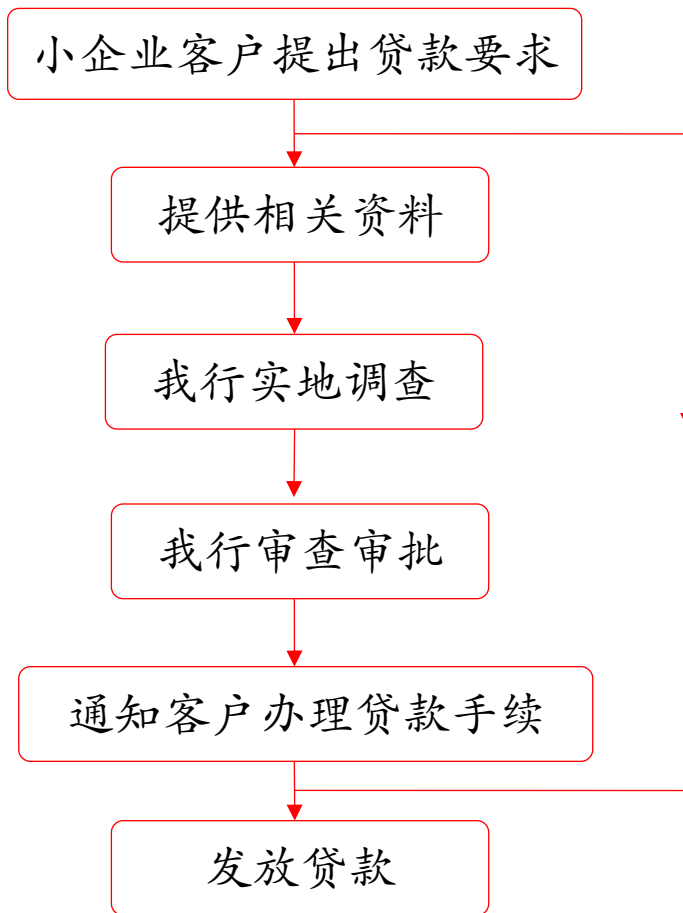 小企业客户提出贷款要求
提供相关资料
我行实地调查
我行审查审批
通知客户办理贷款手续
发放贷款